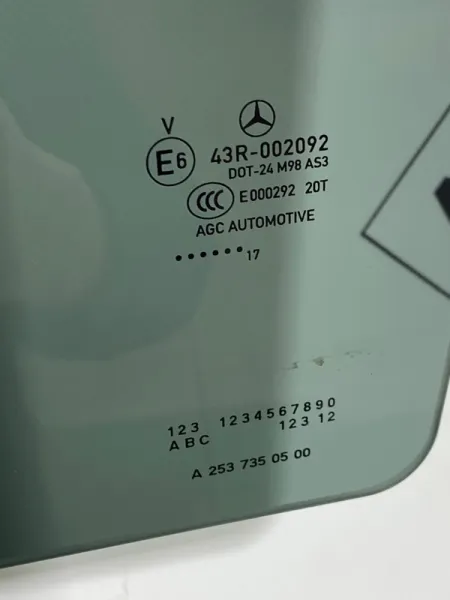 V
E6 43R-002092
DOT-24 M98 AS3
CCC E000292 20T
AGC AUTOMOTIVE
•••••• 17
123 1234567890
ABC 123 12
A 253 735 05 00